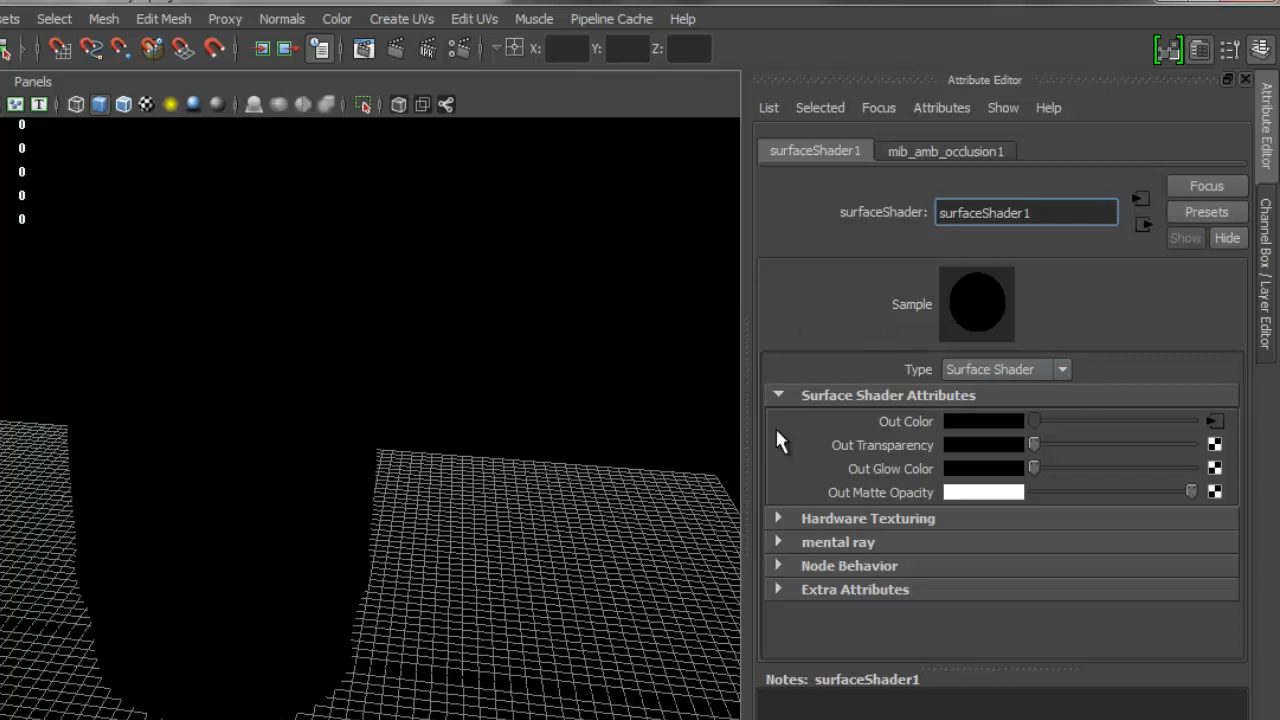 sets Select Mesh Edit Mesh Proxy Normals Color Create UVs Edit UVs Muscle Pipeline Cache Help
IPR X: Y: Z:
Panels
Attribute Editor
T
List Selected Focus Attributes Show Help
0
0
0
0
0
surfaceShader1 mib_amb_occlusion1
Focus
surfaceShader: surfaceShader1
Presets
Show Hide
Sample
Type Surface Shader
Surface Shader Attributes
Out Color
Out Transparency
Out Glow Color
Out Matte Opacity
Hardware Texturing
mental ray
Node Behavior
Extra Attributes
Notes: surfaceShader1
Attribute Editor
Channel Box / Layer Editor